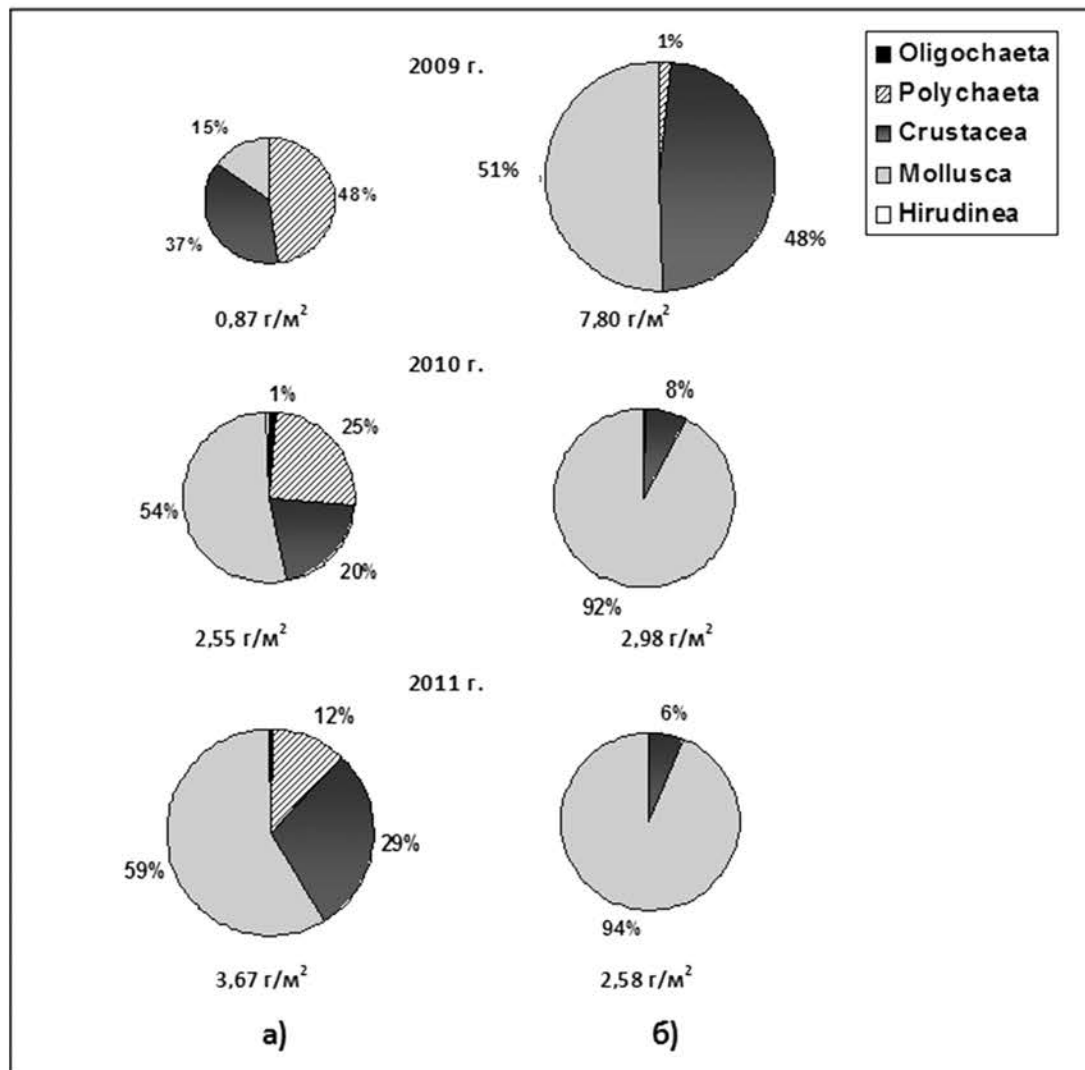 2009 г.
1%
15%
48%
37%
51%
48%
0,87 г/м²
7,80 г/м²
Oligochaeta
Polychaeta
Crustacea
Mollusca
Hirudinea
2010 г.
1%
25%
54%
20%
8%
92%
2,55 г/м²
2,98 г/м²
2011 г.
12%
29%
59%
6%
94%
3,67 г/м²
2,58 г/м²
а)
б)